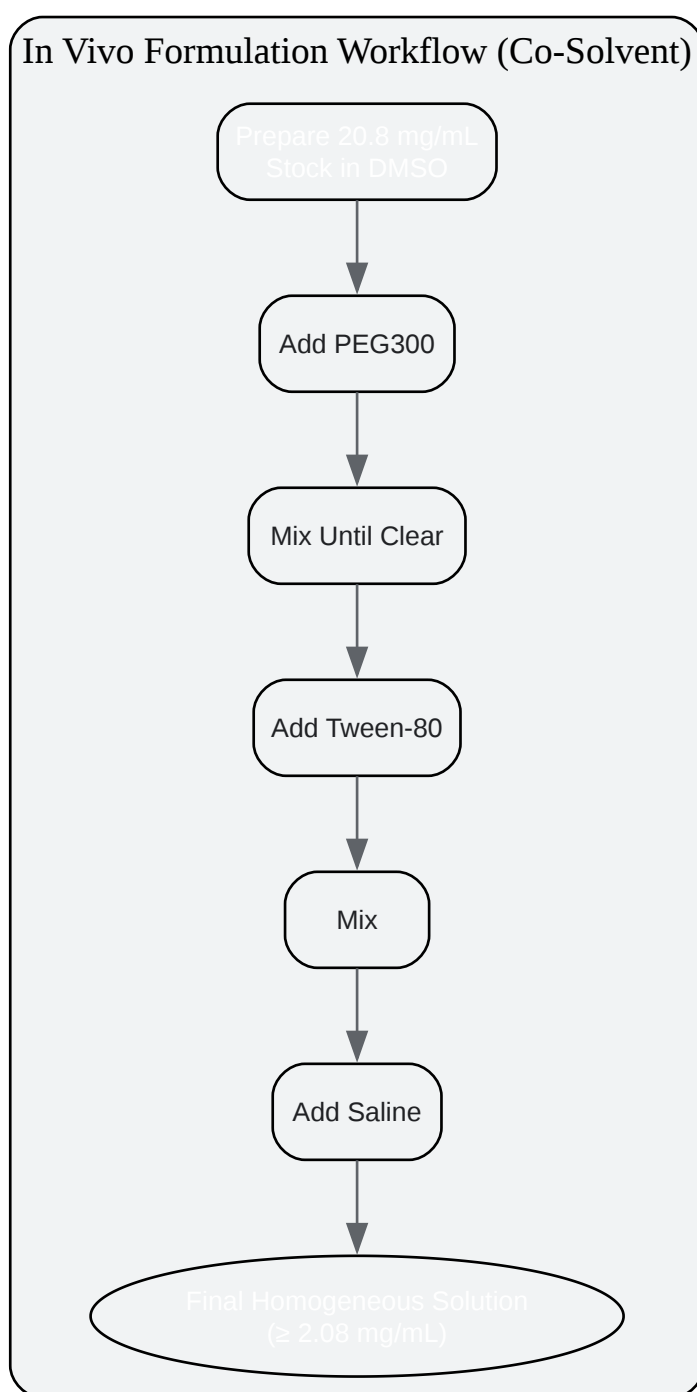 In Vivo Formulation Workflow (Co-Solvent)
Prepare 20.8 mg/mL
Stock in DMSO
Add PEG300
Mix Until Clear
Add Tween-80
Mix
Add Saline
Final Homogeneous Solution
(≥ 2.08 mg/mL)